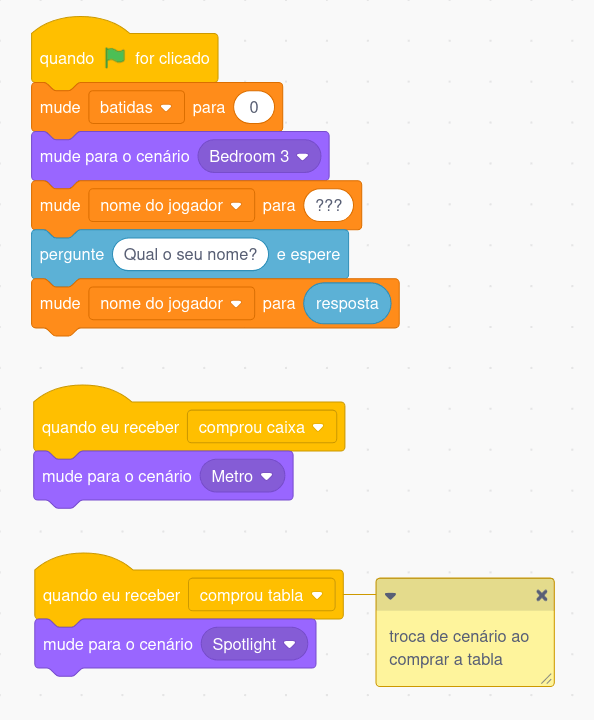 quando for clicado
mude batidas para 0
mude para o cenário Bedroom 3
mude nome do jogador para ???
pergunte Qual o seu nome? e espere
mude nome do jogador para resposta
quando eu receber comprou caixa
mude para o cenário Metro
quando eu receber comprou tabla
mude para o cenário Spotlight
troca de cenário ao
comprar a tabla